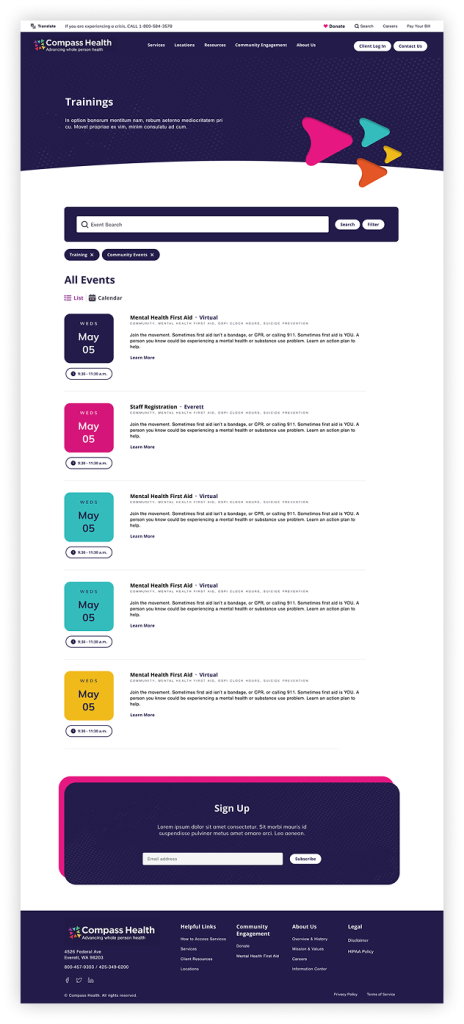 Translate If you are experiencing a crisis, CALL 1-800-584-3578 Donate Search Careers Pay Your Bill
Compass Health
Advancing whole person health
Services Locations Resources Community Engagement About Us Client Log In Contact Us
Trainings
In option bonorum mentitum nam, rebum aeterno mediocritatem pri
cu. Movet propriae ex vim, minim consulatu ad cum.
Event Search Search Filter
Training ✕ Community Events ✕
All Events
List Calendar
WEDS
May
05
9:30 - 11:30 a.m.
Mental Health First Aid - Virtual
COMMUNITY, MENTAL HEALTH FIRST AID, OSPI CLOCK HOURS, SUICIDE PREVENTION
Join the movement. Sometimes first aid isn't a bandage, or CPR, or calling 911. Sometimes first aid is YOU. A
person you know could be experiencing a mental health or substance use problem. Learn an action plan to
help.
Learn More
WEDS
May
05
9:30 - 11:30 a.m.
Staff Registration - Everett
COMMUNITY, MENTAL HEALTH FIRST AID, OSPI CLOCK HOURS, SUICIDE PREVENTION
Join the movement. Sometimes first aid isn't a bandage, or CPR, or calling 911. Sometimes first aid is YOU. A
person you know could be experiencing a mental health or substance use problem. Learn an action plan to
help.
Learn More
WEDS
May
05
9:30 - 11:30 a.m.
Mental Health First Aid - Virtual
COMMUNITY, MENTAL HEALTH FIRST AID, OSPI CLOCK HOURS, SUICIDE PREVENTION
Join the movement. Sometimes first aid isn't a bandage, or CPR, or calling 911. Sometimes first aid is YOU. A
person you know could be experiencing a mental health or substance use problem. Learn an action plan to
help.
Learn More
WEDS
May
05
9:30 - 11:30 a.m.
Mental Health First Aid - Virtual
COMMUNITY, MENTAL HEALTH FIRST AID, OSPI CLOCK HOURS, SUICIDE PREVENTION
Join the movement. Sometimes first aid isn't a bandage, or CPR, or calling 911. Sometimes first aid is YOU. A
person you know could be experiencing a mental health or substance use problem. Learn an action plan to
help.
Learn More
WEDS
May
05
9:30 - 11:30 a.m.
Mental Health First Aid - Virtual
COMMUNITY, MENTAL HEALTH FIRST AID, OSPI CLOCK HOURS, SUICIDE PREVENTION
Join the movement. Sometimes first aid isn't a bandage, or CPR, or calling 911. Sometimes first aid is YOU. A
person you know could be experiencing a mental health or substance use problem. Learn an action plan to
help.
Learn More
Sign Up
Lorem ipsum dolor sit amet consectetur. Sit morbi mauris id
suspendisse pulvinar metus amet ornare orci. Leo aenean.
Email address Subscribe
Compass Health
Advancing whole person health
4526 Federal Ave
Everett, WA 98203
800-457-9303 / 425-349-6200
Helpful Links
How to Access Services
Services
Client Resources
Locations
Community
Engagement
Donate
Mental Health First Aid
About Us
Overview & History
Mission & Values
Careers
Information Center
Legal
Disclaimer
HIPAA Policy
© Compass Health. All rights reserved. Privacy Policy Terms of Service